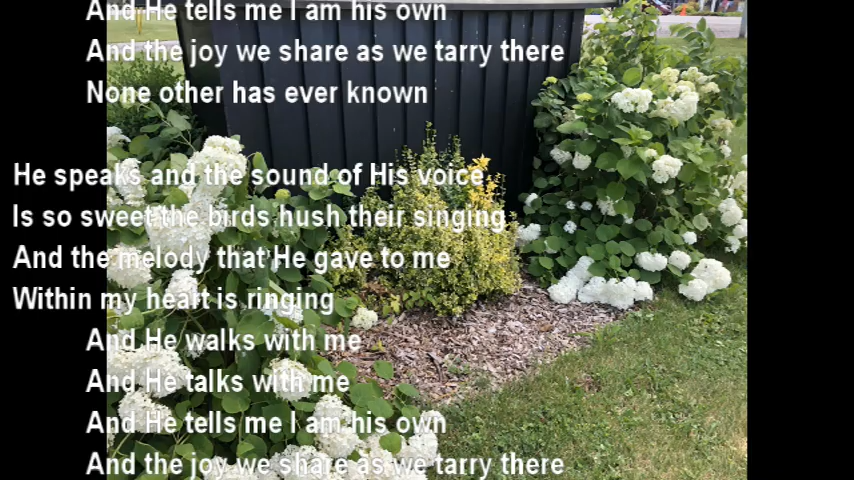 And He tells me I am his own
And the joy we share as we tarry there
None other has ever known
He speaks and the sound of His voice
Is so sweet the birds hush their singing
And the melody that He gave to me
Within my heart is ringing
And He walks with me
And He talks with me
And He tells me I am his own
And the joy we share as we tarry there